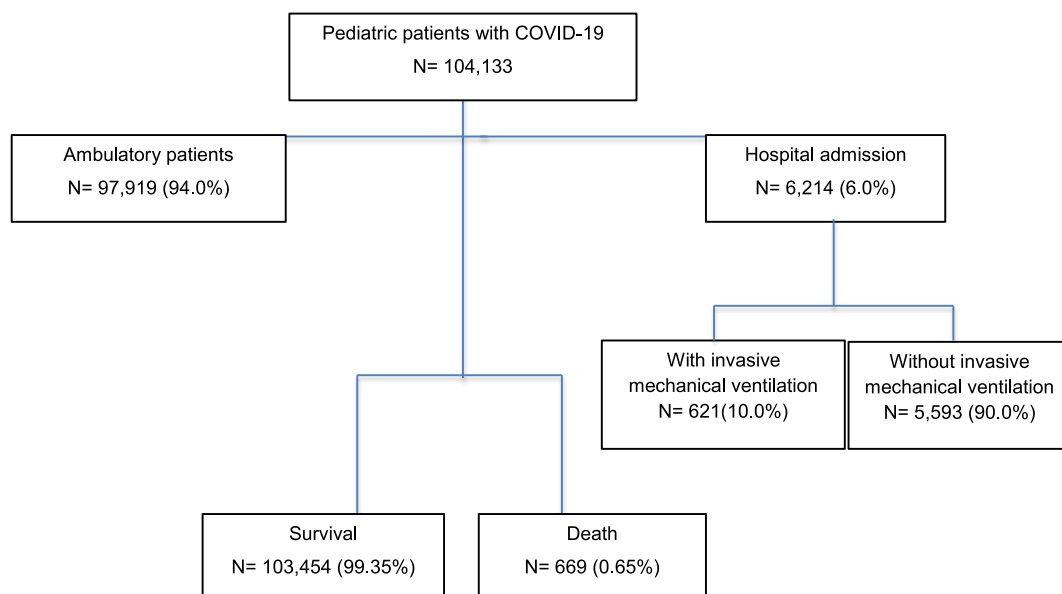 Pediatric patients with COVID-19
N= 104,133
Ambulatory patients
N= 97,919 (94.0%)
Hospital admission
N= 6,214 (6.0%)
With invasive
mechanical ventilation
N= 621(10.0%)
Without invasive
mechanical ventilation
N= 5,593 (90.0%)
Survival
N= 103,454 (99.35%)
Death
N= 669 (0.65%)